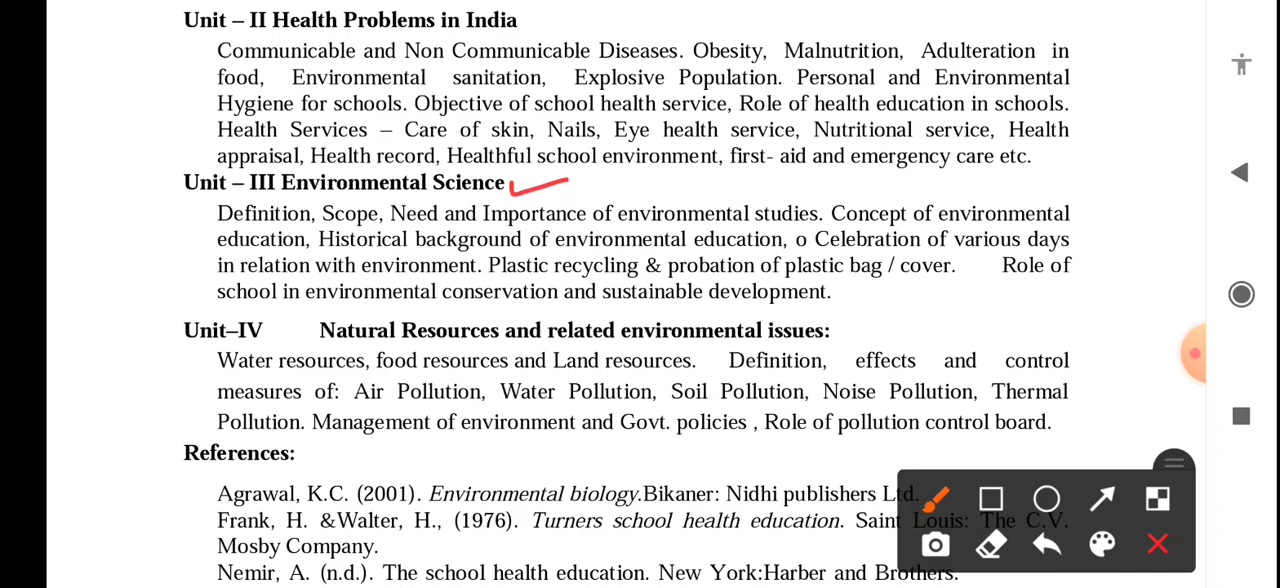 Unit – II Health Problems in India
Communicable and Non Communicable Diseases. Obesity, Malnutrition, Adulteration in
food, Environmental sanitation, Explosive Population. Personal and Environmental
Hygiene for schools. Objective of school health service, Role of health education in schools.
Health Services – Care of skin, Nails, Eye health service, Nutritional service, Health
appraisal, Health record, Healthful school environment, first- aid and emergency care etc.
Unit – III Environmental Science
Definition, Scope, Need and Importance of environmental studies. Concept of environmental
education, Historical background of environmental education, o Celebration of various days
in relation with environment. Plastic recycling & probation of plastic bag / cover. Role of
school in environmental conservation and sustainable development.
Unit–IV Natural Resources and related environmental issues:
Water resources, food resources and Land resources. Definition, effects and control
measures of: Air Pollution, Water Pollution, Soil Pollution, Noise Pollution, Thermal
Pollution. Management of environment and Govt. policies , Role of pollution control board.
References:
Agrawal, K.C. (2001). Environmental biology.Bikaner: Nidhi publishers Ltd.
Frank, H. &Walter, H., (1976). Turners school health education. Saint Louis: The C.V.
Mosby Company.
Nemir, A. (n.d.). The school health education. New York:Harber and Brothers.